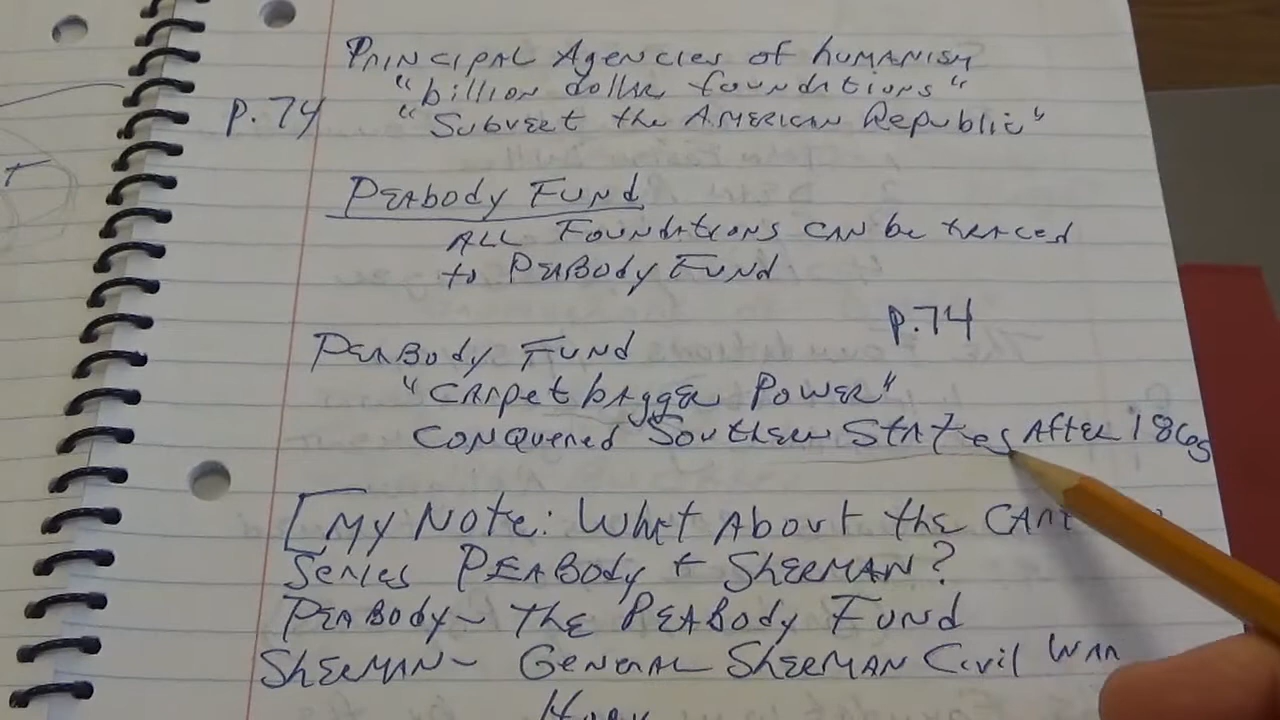 Principal Agencies of humanism
"billion dollar foundations"
p.74
"Subvert the American Republic"
Peabody Fund
All Foundations can be traced
to Peabody Fund
p.74
Peabody Fund
"Carpetbagger Power"
Conquered Southern States After 1865
[My Note: What About the
Series Peabody + Sherman?
Peabody ~ The Peabody Fund
Sherman ~ General Sherman Civil War